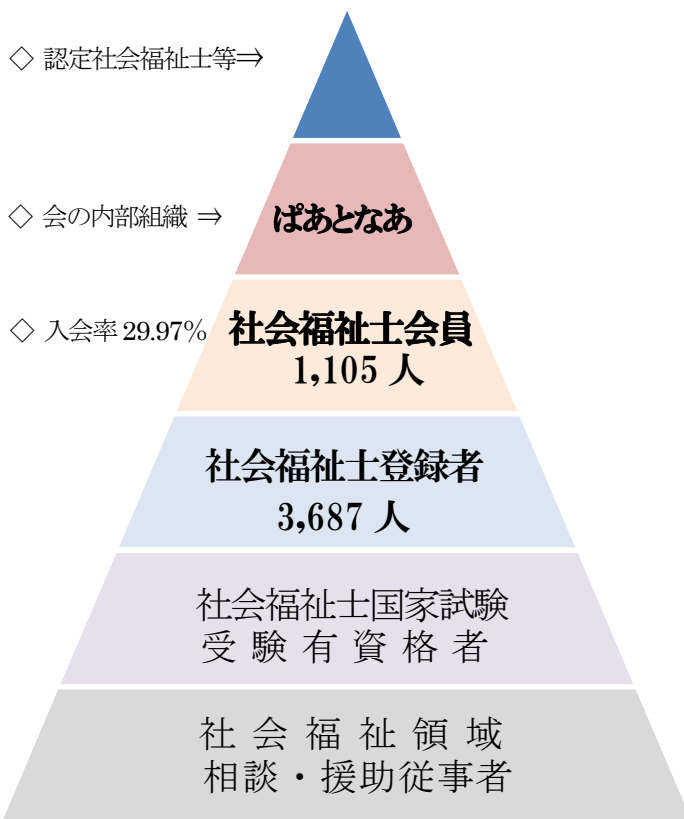 ◇ 認定社会福祉士等⇒
◇ 会の内部組織 ⇒
ぱあとなあ
◇ 入会率 29.97%
社会福祉士会員
1,105 人
社会福祉士登録者
3,687 人
社会福祉士国家試験
受験有資格者
社会福祉領域
相談・援助従事者